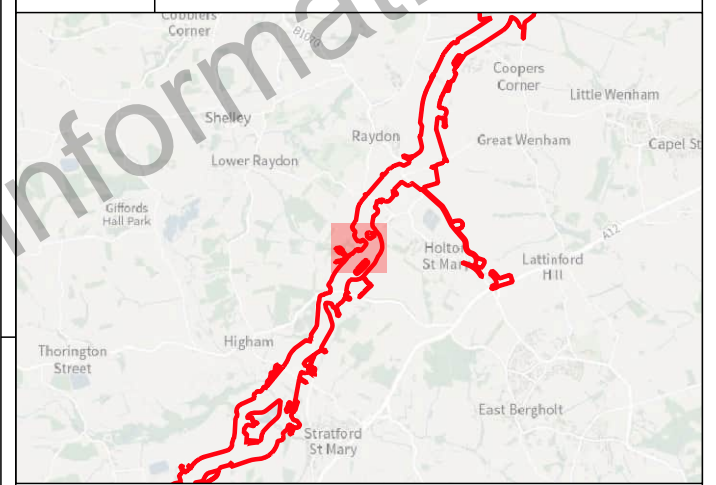 Cobblers
Corner
B1070
Coopers
Corner
Little Wenham
Shelley
Raydon
Great Wenham
Capel St
Lower Raydon
Giffords
Hall Park
A12
Holton
St Mary
Lattinford
Hill
Higham
Thorington
Street
East Bergholt
Stratford
St Mary
informati